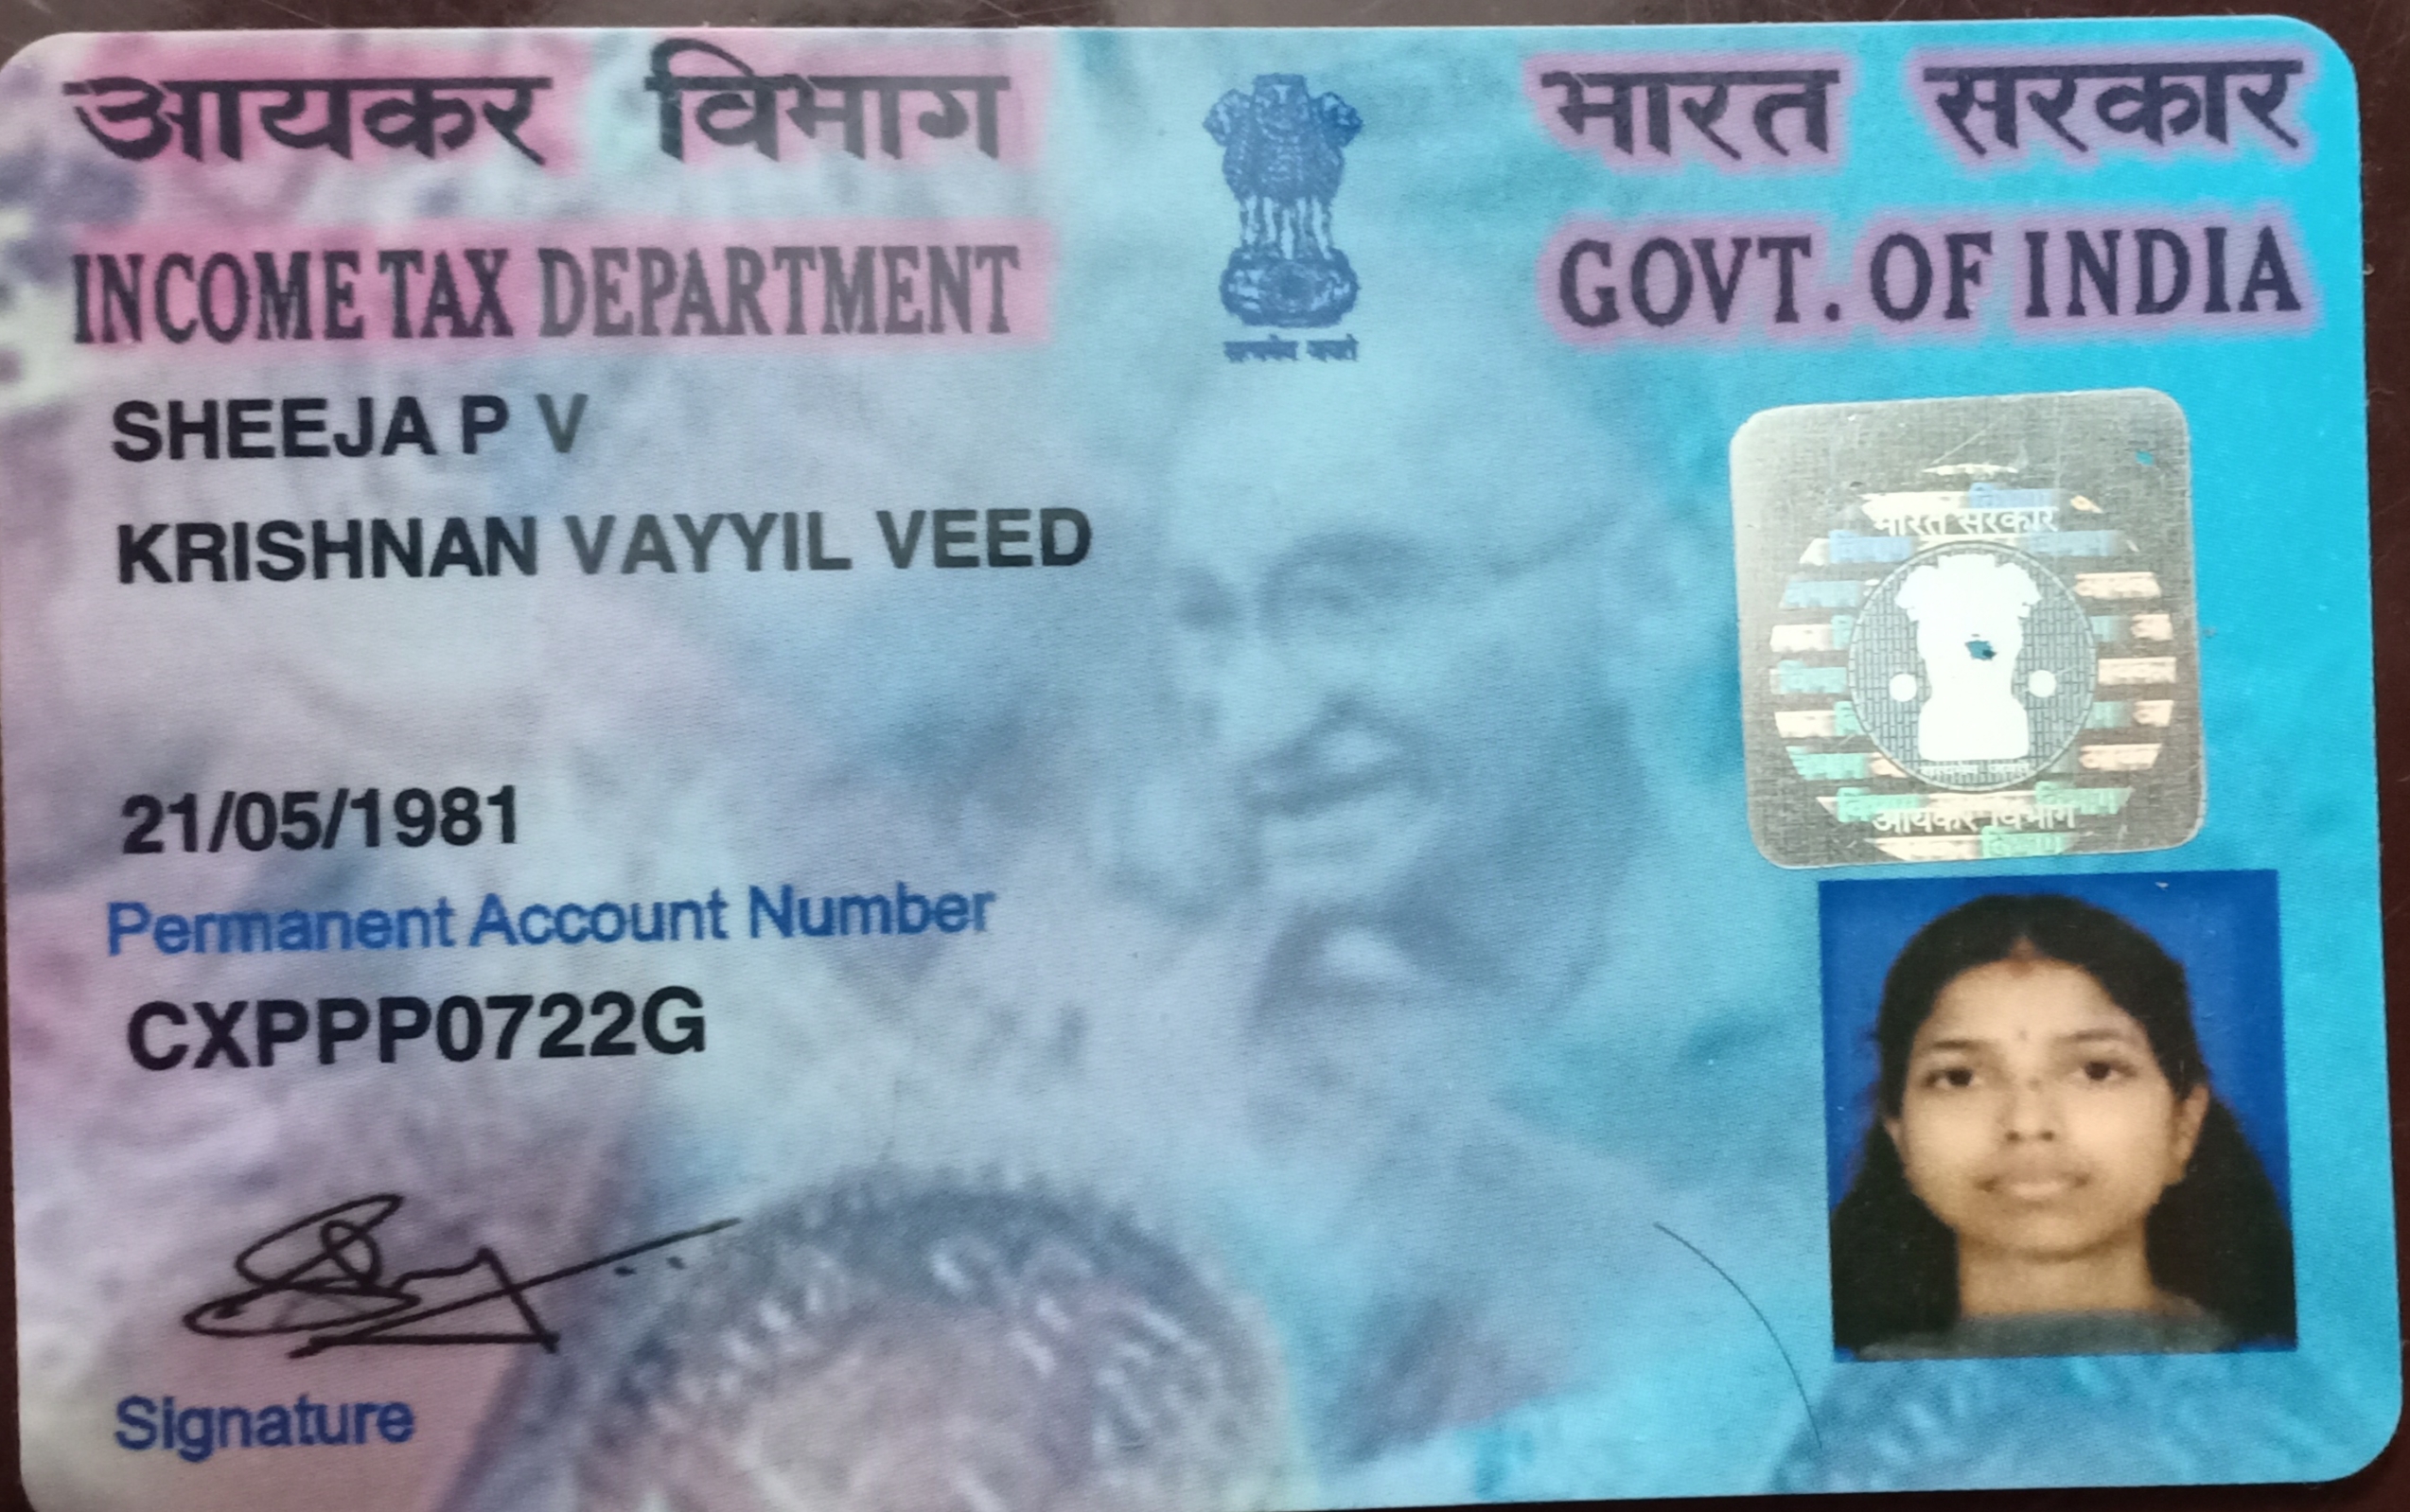 आयकर विभाग
INCOME TAX DEPARTMENT
भारत सरकार
GOVT. OF INDIA
सत्यमेव जयते
SHEEJA P V
KRISHNAN VAYYIL VEED
भारत सरकार
आयकर विभाग
21/05/1981
Permanent Account Number
CXPPP0722G
Signature